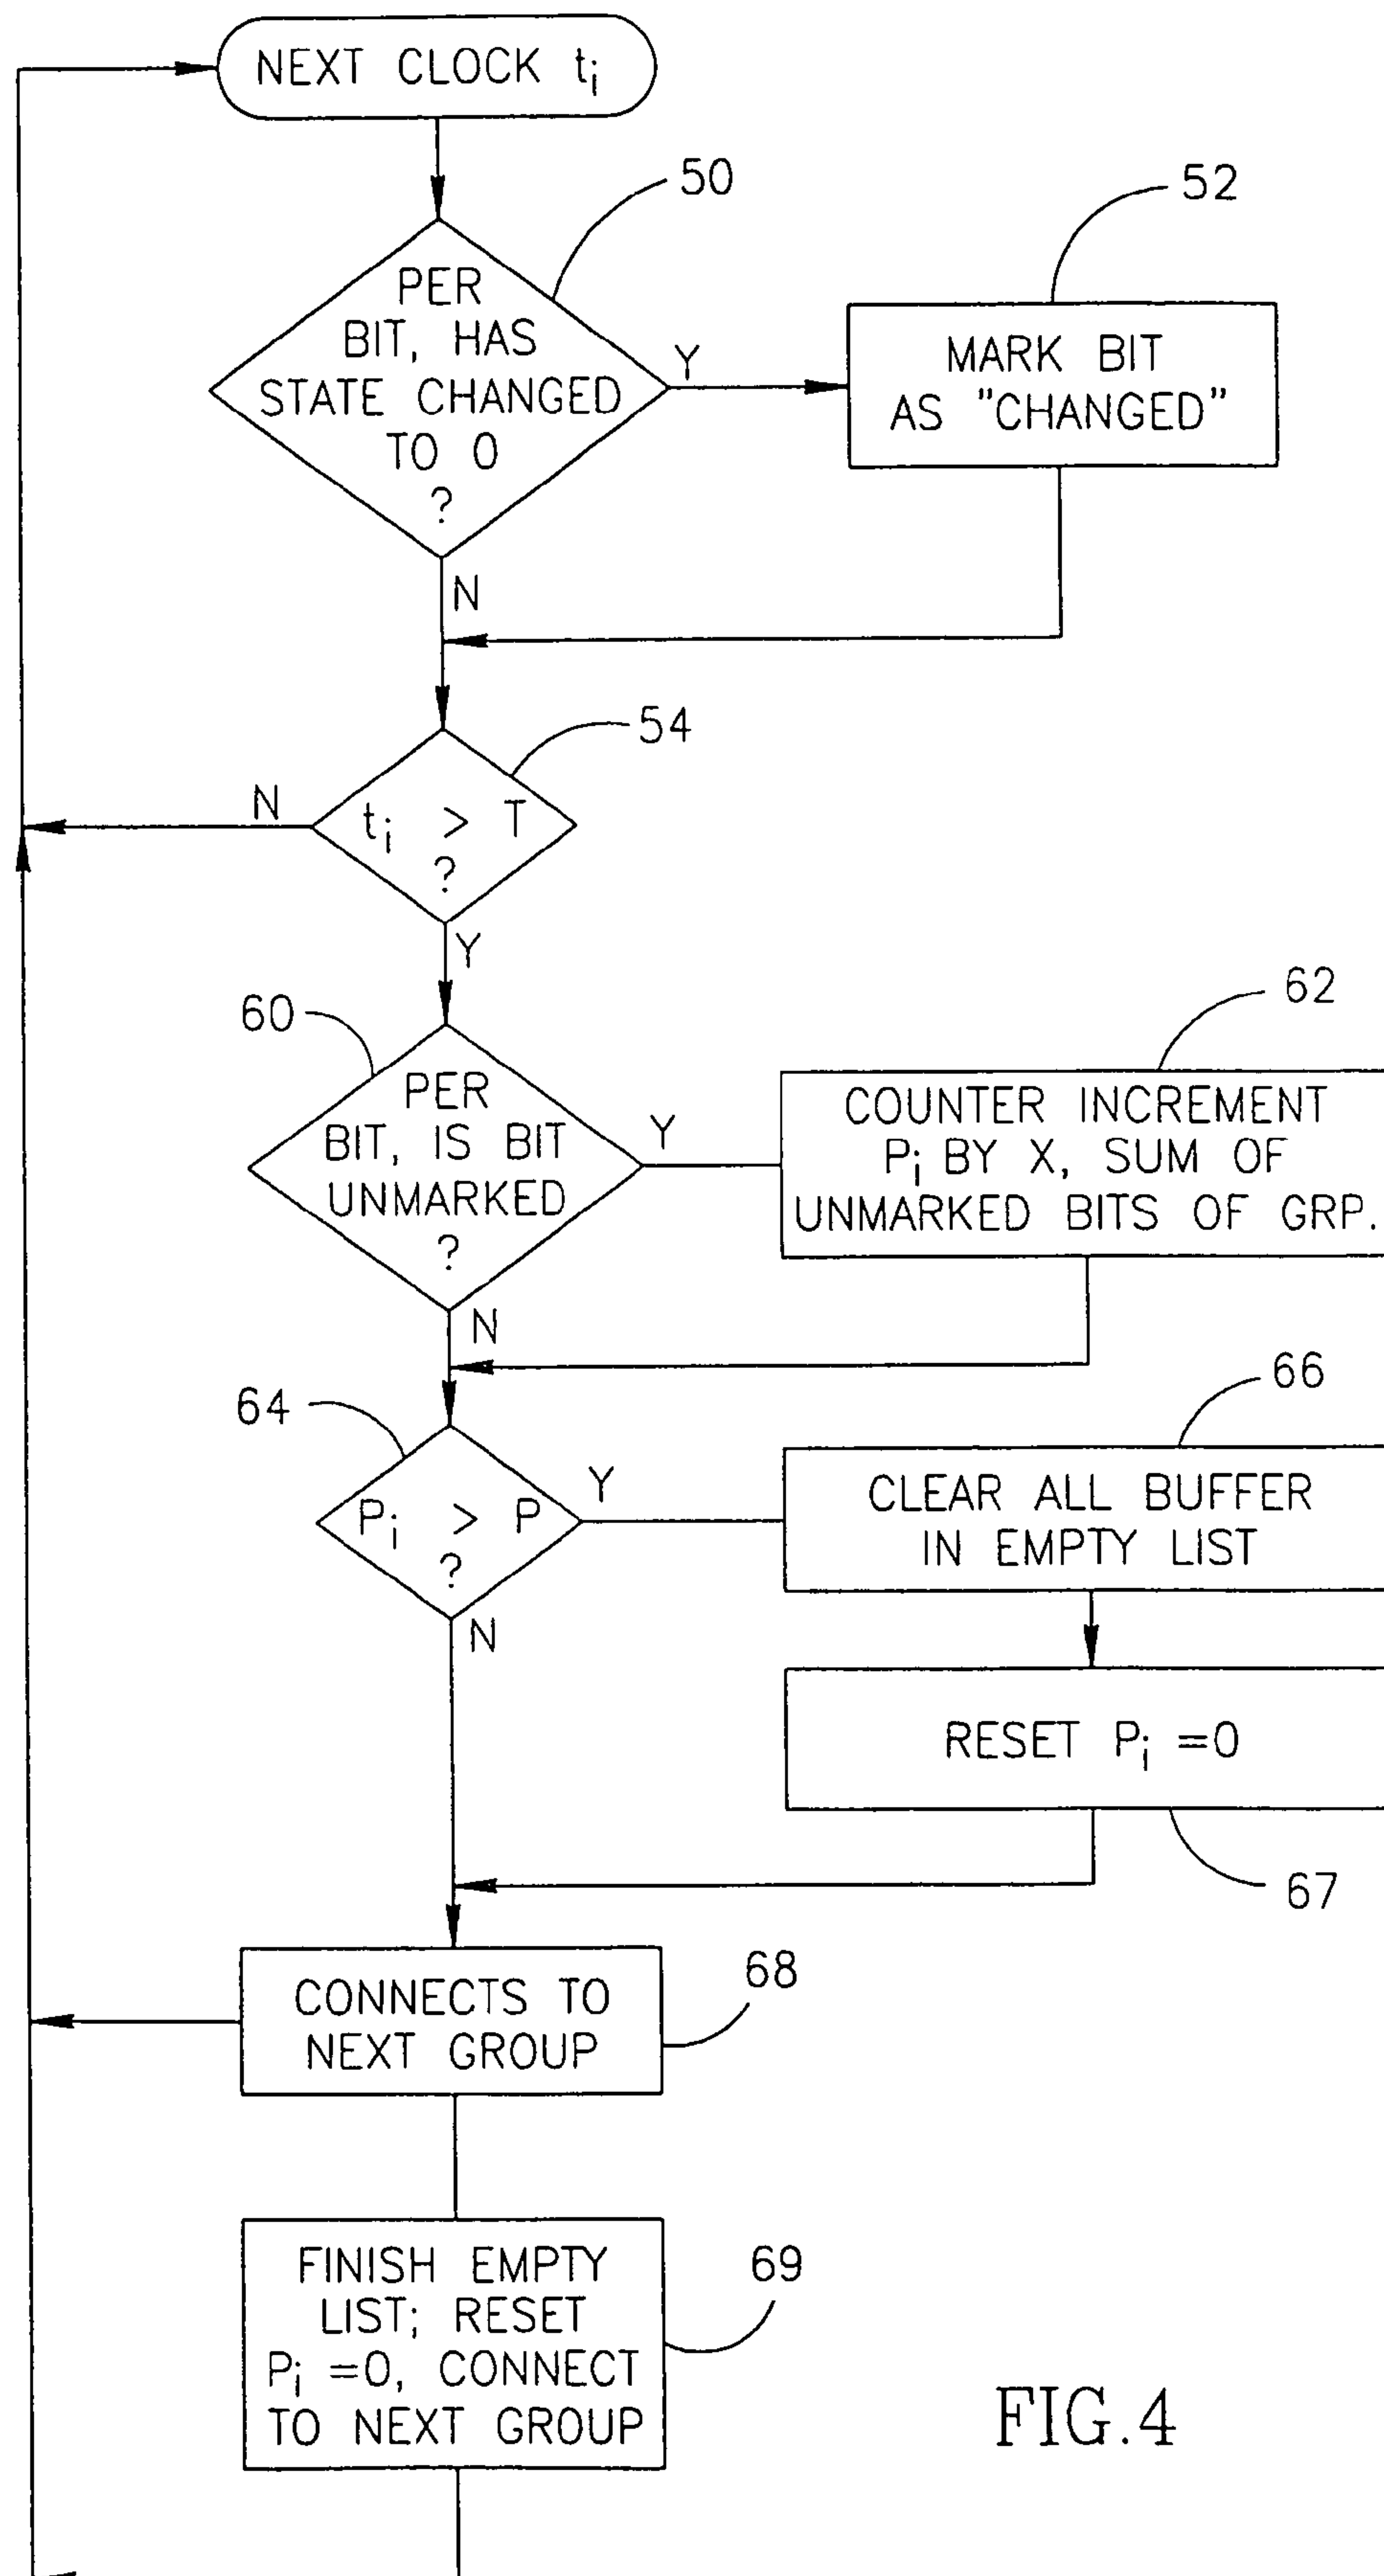 NEXT CLOCK ti
50
52
PER
BIT, HAS
STATE CHANGED
TO 0
?
Y
MARK BIT
AS "CHANGED"
N
54
N
ti > T
?
Y
60
62
PER
BIT, IS BIT
UNMARKED
?
Y
COUNTER INCREMENT
Pi BY X, SUM OF
UNMARKED BITS OF GRP.
N
64
66
Pi > P
?
Y
CLEAR ALL BUFFER
IN EMPTY LIST
N
RESET Pi =0
67
CONNECTS TO
NEXT GROUP
68
FINISH EMPTY
LIST; RESET
Pi =0, CONNECT
TO NEXT GROUP
69
FIG.4